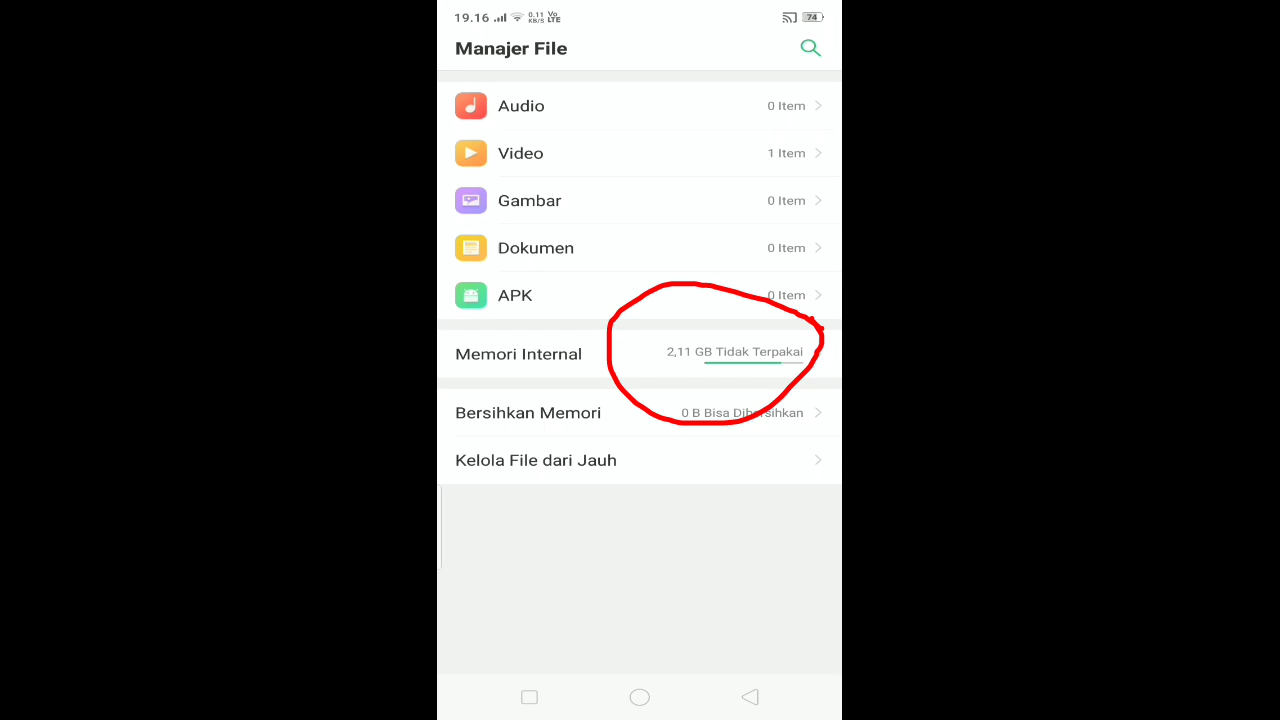 19.16 0.11 KB/S Vo LTE 74
Manajer File
Audio 0 Item
Video 1 Item
Gambar 0 Item
Dokumen 0 Item
APK 0 Item
Memori Internal 2,11 GB Tidak Terpakai
Bersihkan Memori 0 B Bisa Dibersihkan
Kelola File dari Jauh